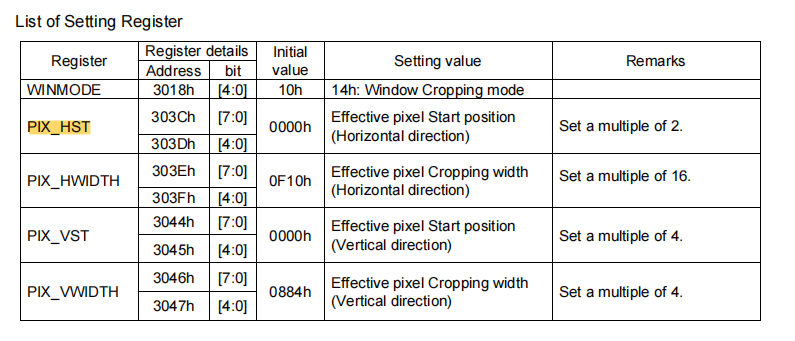 List of Setting Register
Register Register details Initial value Setting value Remarks
Address bit
WINMODE 3018h [4:0] 10h 14h: Window Cropping mode
PIX_HST 303Ch [7:0] 0000h Effective pixel Start position (Horizontal direction) Set a multiple of 2.
303Dh [4:0]
PIX_HWIDTH 303Eh [7:0] 0F10h Effective pixel Cropping width (Horizontal direction) Set a multiple of 16.
303Fh [4:0]
PIX_VST 3044h [7:0] 0000h Effective pixel Start position (Vertical direction) Set a multiple of 4.
3045h [4:0]
PIX_VWIDTH 3046h [7:0] 0884h Effective pixel Cropping width (Vertical direction) Set a multiple of 4.
3047h [4:0]